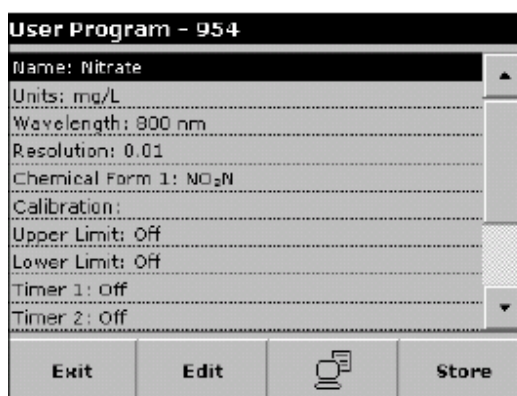 User Program – 954
Name: Nitrate
Units: mg/L
Wavelength: 800 nm
Resolution: 0.01
Chemical Form 1: NO₃N
Calibration:
Upper Limit: Off
Lower Limit: Off
Timer 1: Off
Timer 2: Off
Exit Edit Store